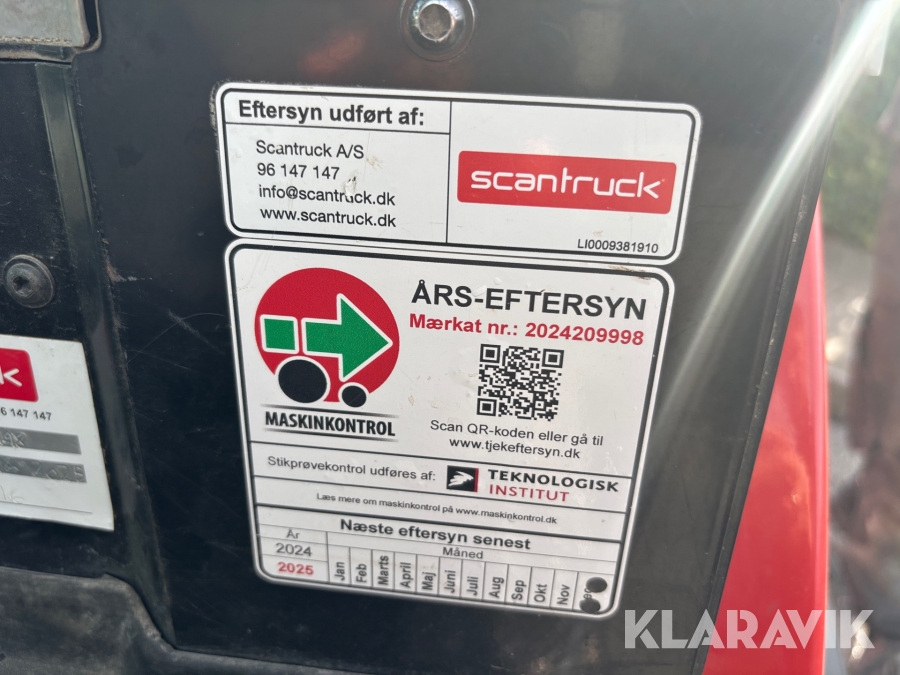 Eftersyn udført af:
Scantruck A/S
96 147 147
info@scantruck.dk
www.scantruck.dk
scantruck
LI0009381910
ÅRS-EFTERSYN
Mærkat nr.: 2024209998
MASKINKONTROL
Scan QR-koden eller gå til
www.tjekeftersyn.dk
Stikprøvekontrol udføres af:
TEKNOLOGISK
INSTITUT
Læs mere om maskinkontrol på www.maskinkontrol.dk
Næste eftersyn senest
År
Måned
2024
2025
Jan Feb Marts April Maj Juni Juli Aug Sep Okt Nov
k
6 147 147
KLARAVIK